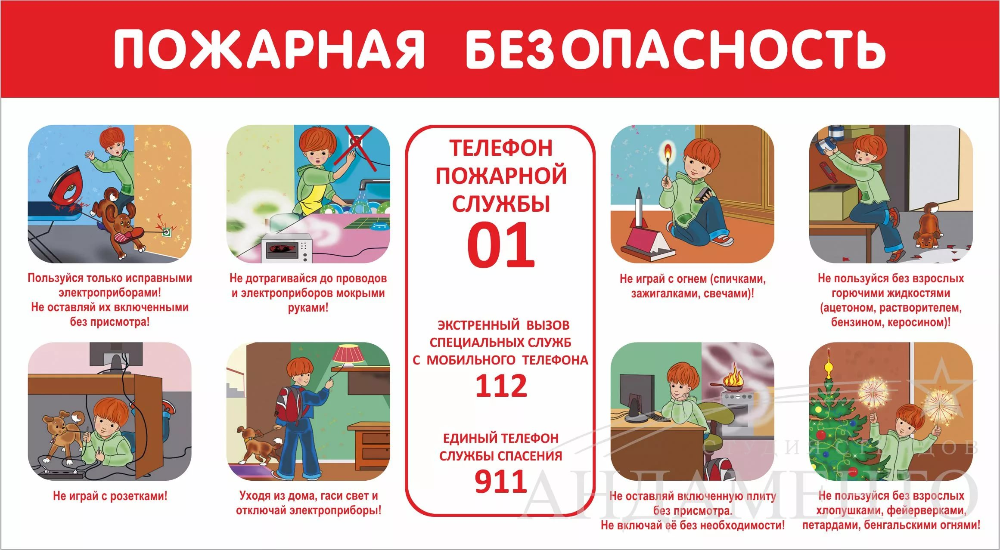 ПОЖАРНАЯ БЕЗОПАСНОСТЬ
Пользуйся только исправными
электроприборами!
Не оставляй их включенными
без присмотра!
Не дотрагивайся до проводов
и электроприборов мокрыми
руками!
ТЕЛЕФОН
ПОЖАРНОЙ
СЛУЖБЫ
01
ЭКСТРЕННЫЙ ВЫЗОВ
СПЕЦИАЛЬНЫХ СЛУЖБ
С МОБИЛЬНОГО ТЕЛЕФОНА
112
ЕДИНЫЙ ТЕЛЕФОН
СЛУЖБЫ СПАСЕНИЯ
911
Не играй с огнем (спичками,
зажигалками, свечами)!
Не пользуйся без взрослых
горючими жидкостями
(ацетоном, растворителем,
бензином, керосином)!
Не играй с розетками!
Уходя из дома, гаси свет и
отключай электроприборы!
Не оставляй включенную плиту
без присмотра.
Не включай её без необходимости!
Не пользуйся без взрослых
хлопушками, фейерверками,
петардами, бенгальскими огнями!
СТУДИЯ СТЕНДОВ
АНДАМЕНТО